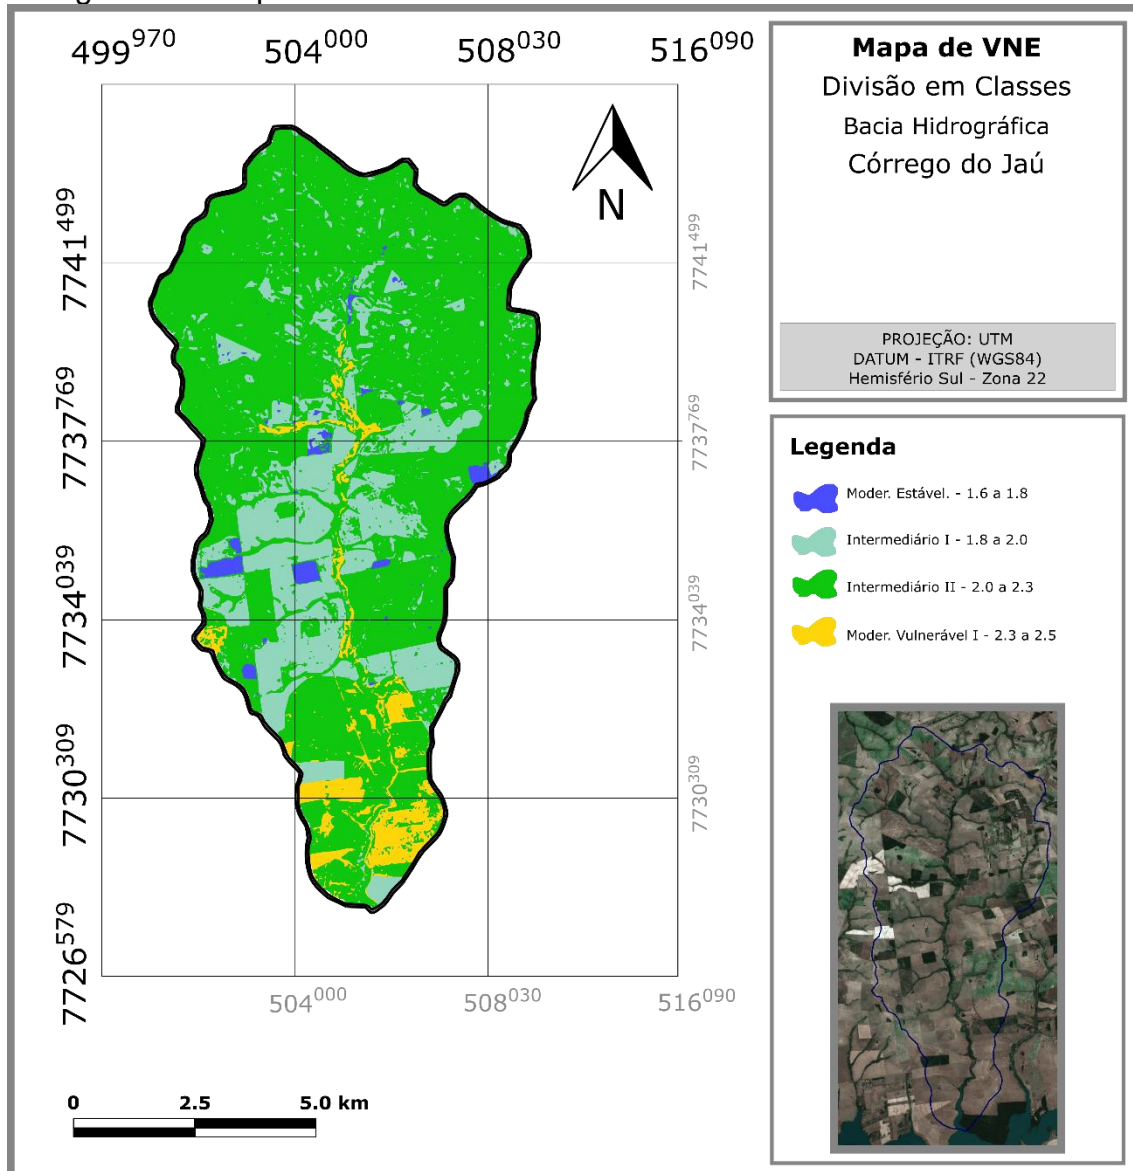 499970 504000 508030 516090
7741499
7737769
7734039
7730309
7726579
7741499
7737769
7734039
7730309
504000 508030 516090
N
0 2.5 5.0 km
Mapa de VNE
Divisão em Classes
Bacia Hidrográfica
Córrego do Jaú
PROJEÇÃO: UTM
DATUM - ITRF (WGS84)
Hemisfério Sul - Zona 22
Legenda
Moder. Estável. - 1.6 a 1.8
Intermediário I - 1.8 a 2.0
Intermediário II - 2.0 a 2.3
Moder. Vulnerável I - 2.3 a 2.5